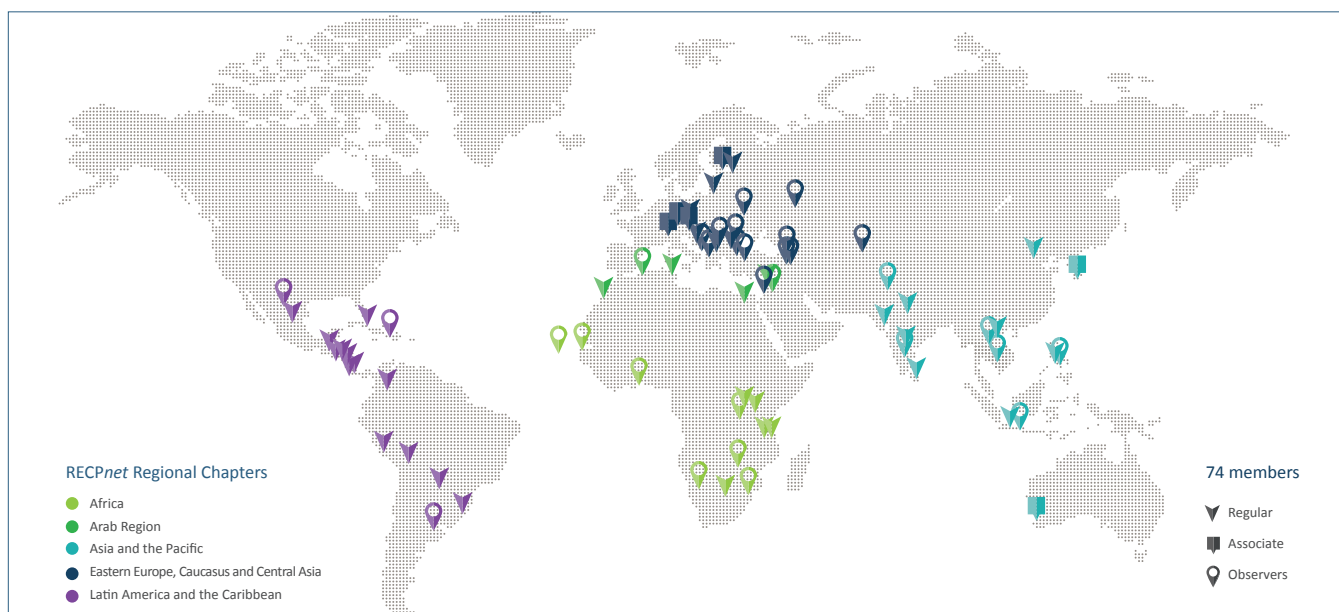 RECPnet Regional Chapters
Africa
Arab Region
Asia and the Pacific
Eastern Europe, Caucasus and Central Asia
Latin America and the Caribbean
74 members
Regular
Associate
Observers